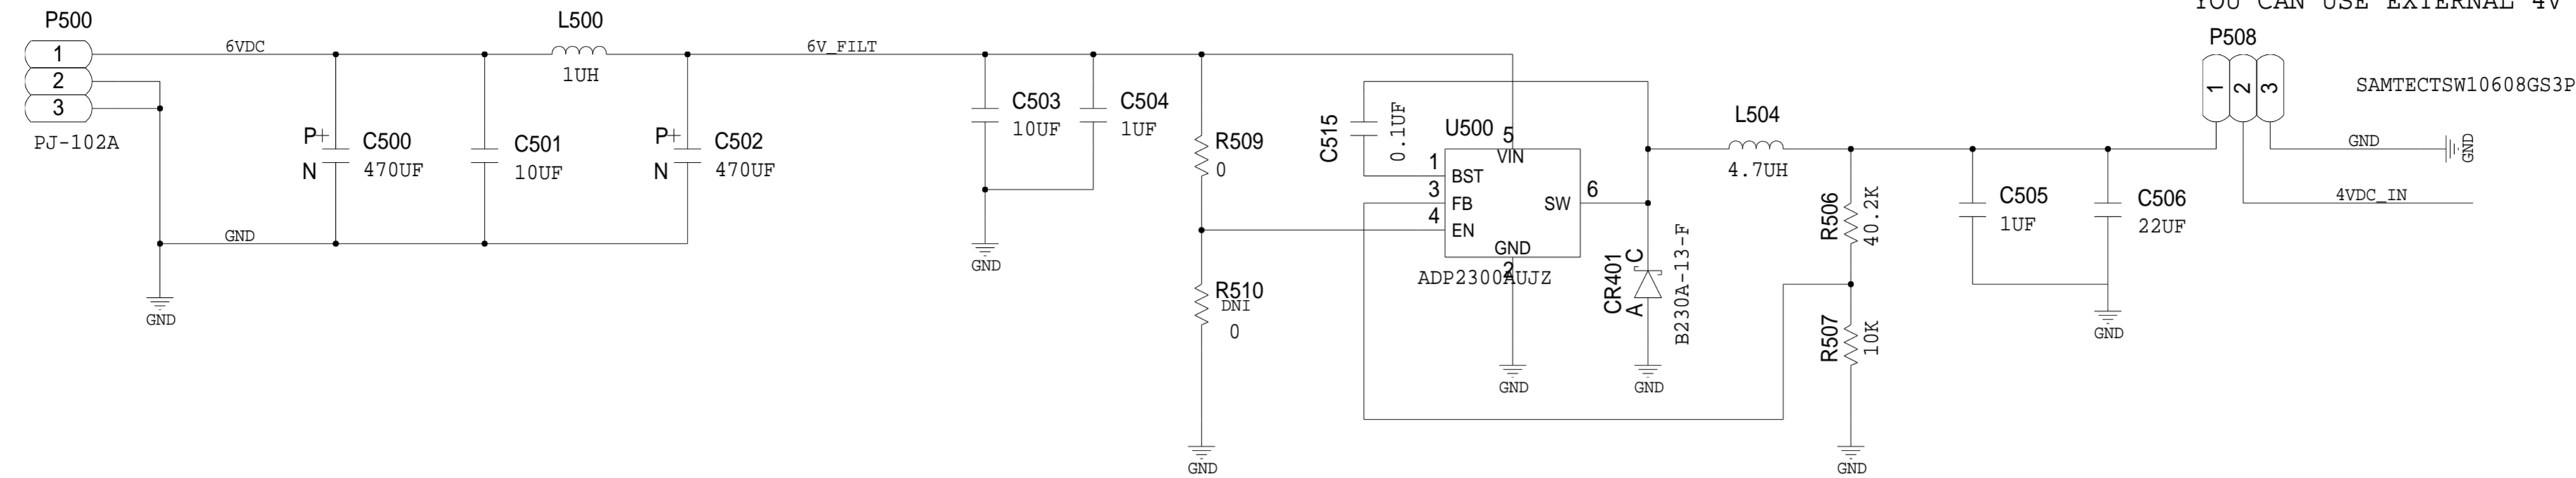 YOU CAN USE EXTERNAL 4V
P500
1
2
3
PJ-102A
6VDC
GND
GND
P
N
C500
470UF
C501
10UF
L500
1UH
P
N
C502
470UF
6V_FILT
C503
10UF
C504
1UF
GND
R509
0
R510
DNI
0
GND
C515
0.1UF
U500
5
VIN
1
BST
3
FB
4
EN
SW
6
GND
2
ADP2300AUJZ
GND
CR401
C
A
B230A-13-F
GND
L504
4.7UH
R506
40.2K
R507
10K
GND
C505
1UF
C506
22UF
GND
P508
1
2
3
SAMTECTSW10608GS3P
GND
GND
4VDC_IN